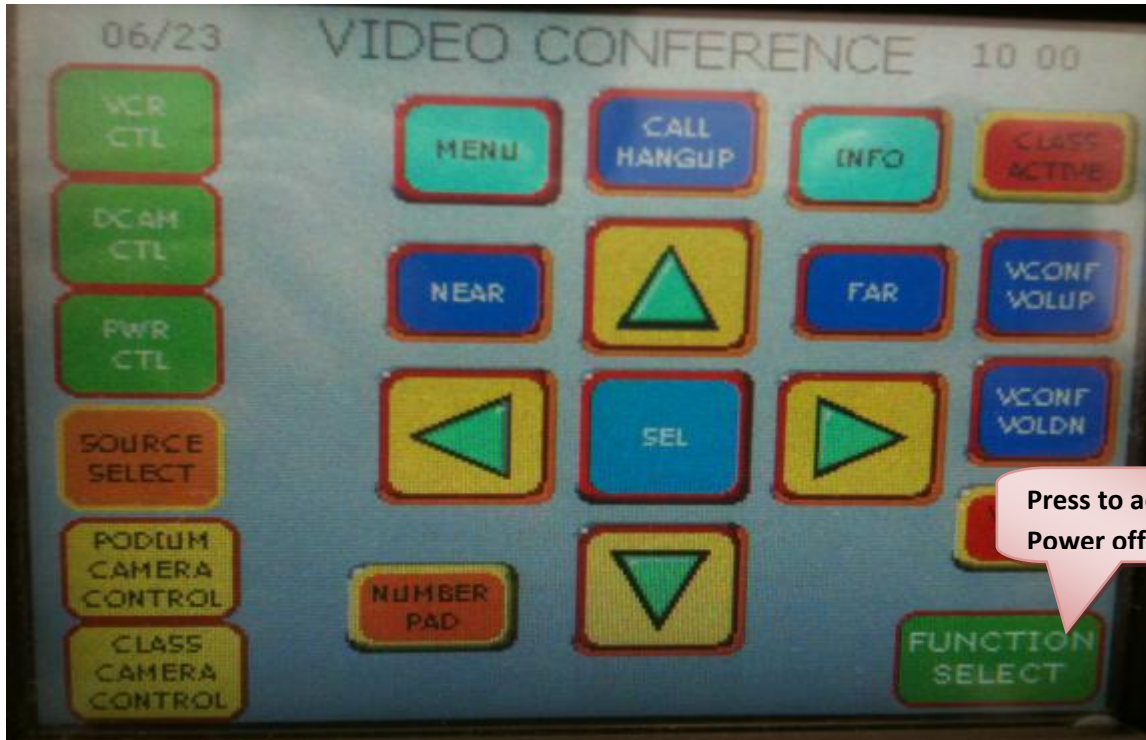 06/23 VIDEO CONFERENCE 10 00
VCR
CTL
MENU
CALL
HANGUP
INFO
CLASS
ACTIVE
DCAM
CTL
NEAR
FAR
VCONF
VOLUP
PWR
CTL
SEL
VCONF
VOLDN
SOURCE
SELECT
Press to
Power off
PODIUM
CAMERA
CONTROL
NUMBER
PAD
CLASS
CAMERA
CONTROL
FUNCTION
SELECT